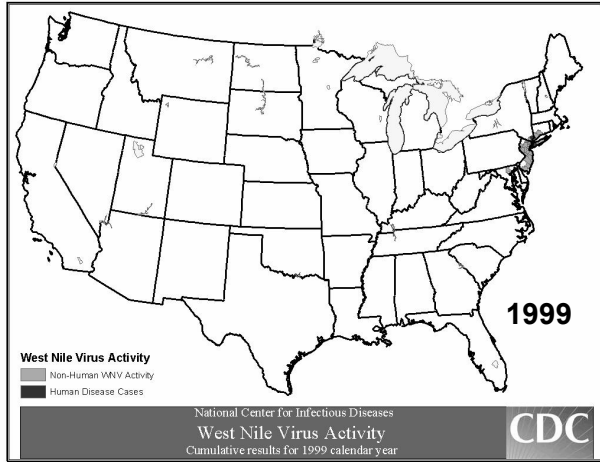 1999
West Nile Virus Activity
Non-Human WNV Activity
Human Disease Cases
National Center for Infectious Diseases
West Nile Virus Activity
Cumulative results for 1999 calendar year
CDC